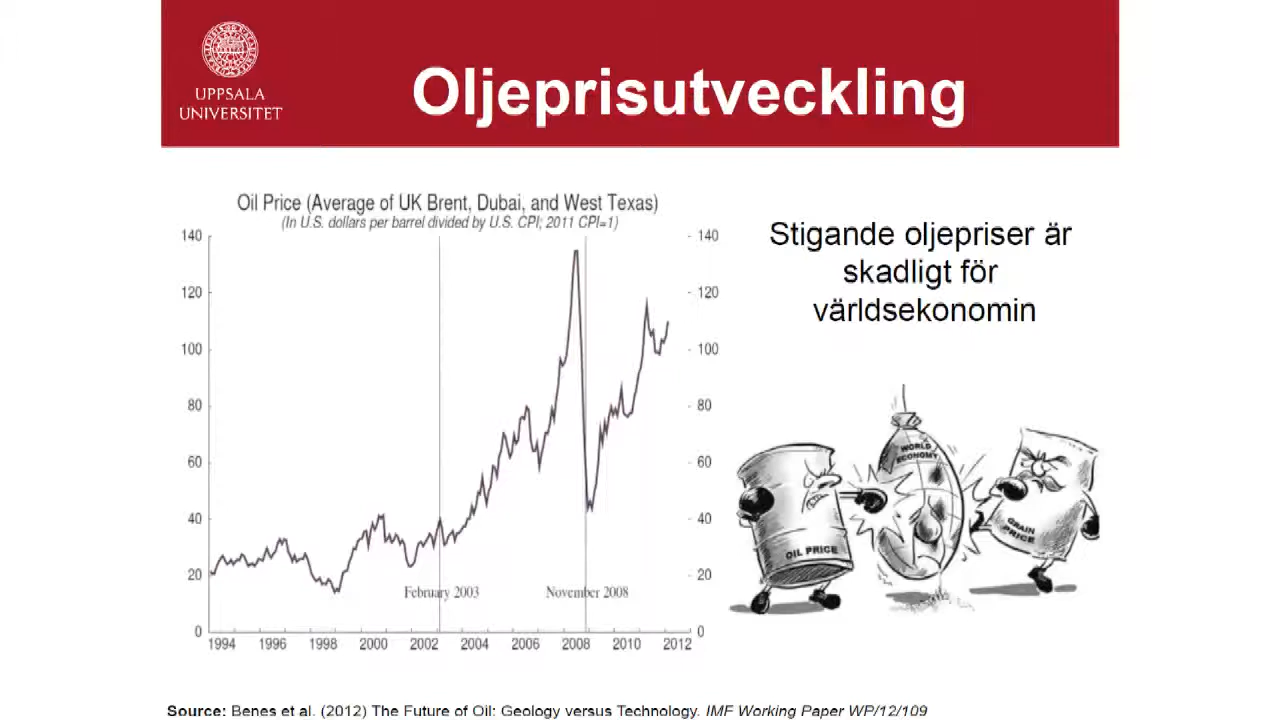 UPPSALA
UNIVERSITET
Oljeprisutveckling
Oil Price (Average of UK Brent, Dubai, and West Texas)
(In U.S. dollars per barrel divided by U.S. CPI; 2011 CPI=1)
140 140
120 120
100 100
80 80
60 60
40 40
20 20
February 2003 November 2008
0 0
1994 1996 1998 2000 2002 2004 2006 2008 2010 2012
Stigande oljepriser är
skadligt för
världsekonomin
WORLD
ECONOMY
OIL PRICE
GRAIN
PRICE
Source: Benes et al. (2012) The Future of Oil: Geology versus Technology. IMF Working Paper WP/12/109